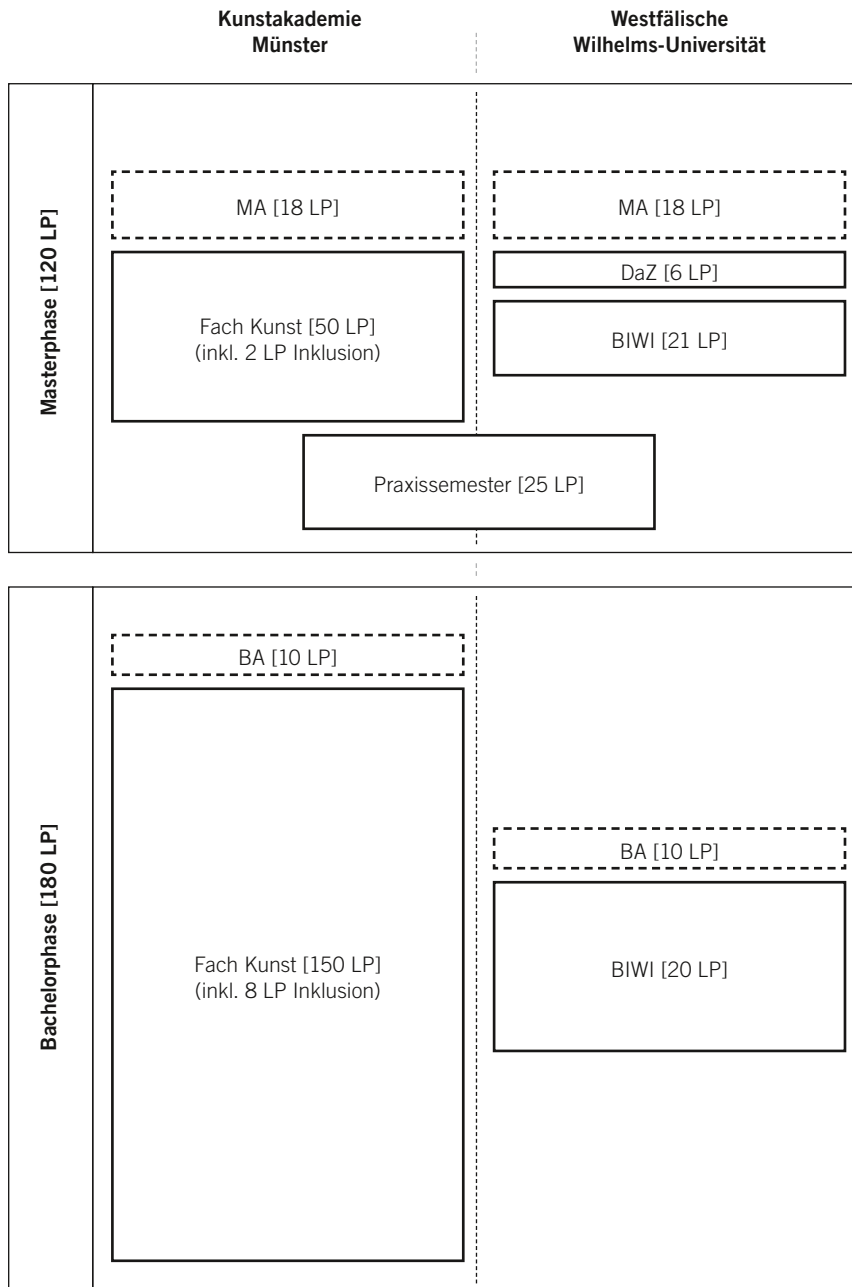 Kunstakademie
Münster
Westfälische
Wilhelms-Universität
Masterphase [120 LP]
MA [18 LP]
MA [18 LP]
DaZ [6 LP]
Fach Kunst [50 LP]
(inkl. 2 LP Inklusion)
BIWI [21 LP]
Praxissemester [25 LP]
Bachelorphase [180 LP]
BA [10 LP]
BA [10 LP]
Fach Kunst [150 LP]
(inkl. 8 LP Inklusion)
BIWI [20 LP]